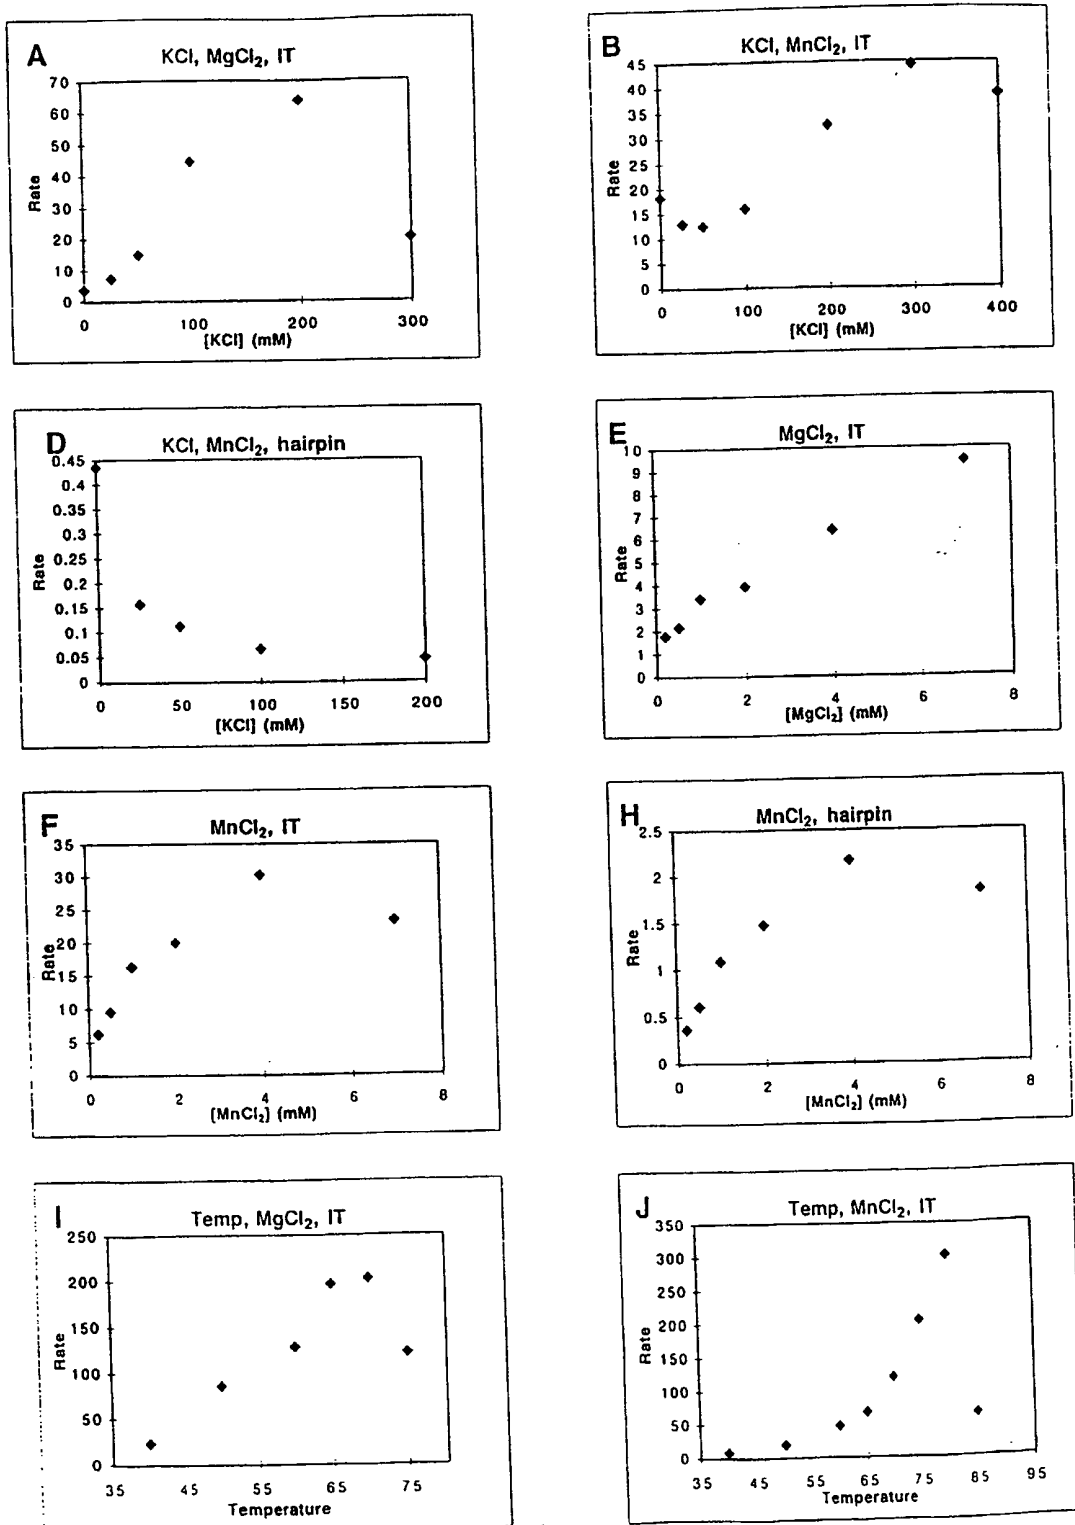 A
KCl, MgCl₂, IT
70
60
50
40
30
20
10
0
Rate
0 100 200 300
[KCl] (mM)
B
KCl, MnCl₂, IT
45
40
35
30
25
20
15
10
5
0
Rate
0 100 200 300 400
[KCl] (mM)
D
KCl, MnCl₂, hairpin
0.45
0.4
0.35
0.3
0.25
0.2
0.15
0.1
0.05
0
Rate
0 50 100 150 200
[KCl] (mM)
E
MgCl₂, IT
10
9
8
7
6
5
4
3
2
1
0
Rate
0 2 4 6 8
[MgCl₂] (mM)
F
MnCl₂, IT
35
30
25
20
15
10
5
0
Rate
0 2 4 6 8
[MnCl₂] (mM)
H
MnCl₂, hairpin
2.5
2
1.5
1
0.5
0
Rate
0 2 4 6 8
[MnCl₂] (mM)
I
Temp, MgCl₂, IT
250
200
150
100
50
0
Rate
35 45 55 65 75
Temperature
J
Temp, MnCl₂, IT
350
300
250
200
150
100
50
0
Rate
35 45 55 65 75 85 95
Temperature